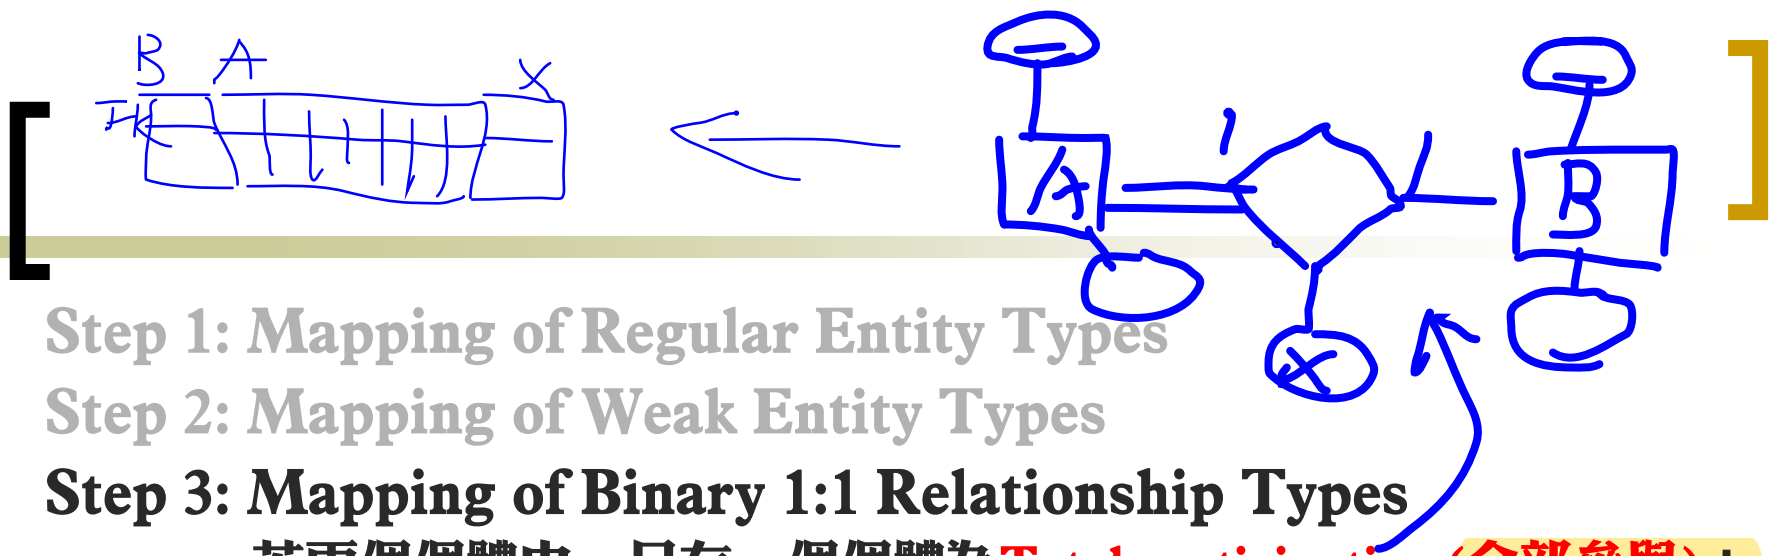 B A X
FK
1 1
A B
X
Step 1: Mapping of Regular Entity Types
Step 2: Mapping of Weak Entity Types
Step 3: Mapping of Binary 1:1 Relationship Types